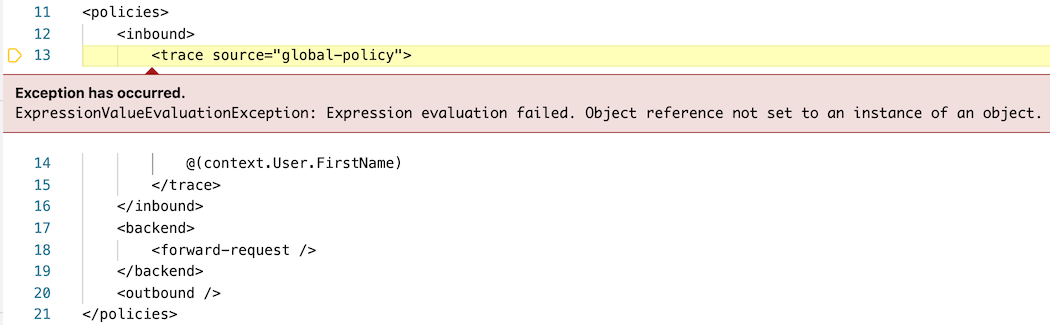 11 <policies>
12 <inbound>
13 <trace source="global-policy">
Exception has occurred.
ExpressionValueEvaluationException: Expression evaluation failed. Object reference not set to an instance of an object.
14 @(context.User.FirstName)
15 </trace>
16 </inbound>
17 <backend>
18 <forward-request />
19 </backend>
20 <outbound />
21 </policies>